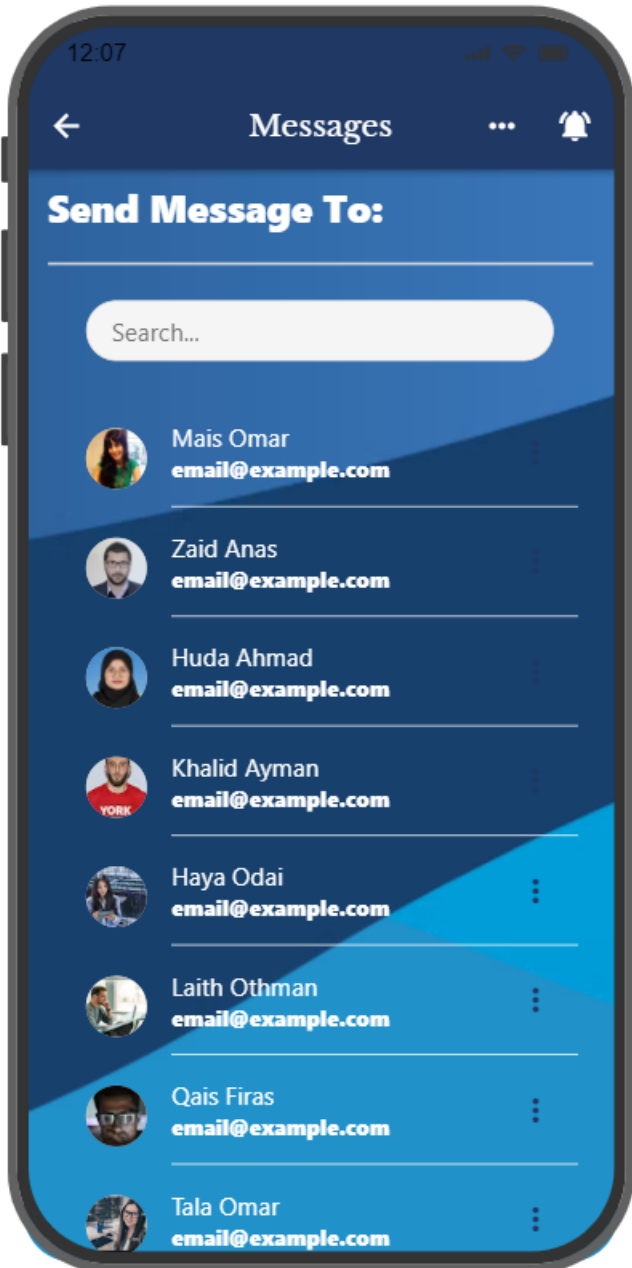 12:07
Messages
Send Message To:
Search...
Mais Omar
email@example.com
Zaid Anas
email@example.com
Huda Ahmad
email@example.com
Khalid Ayman
email@example.com
YORK
Haya Odai
email@example.com
Laith Othman
email@example.com
Qais Firas
email@example.com
Tala Omar
email@example.com